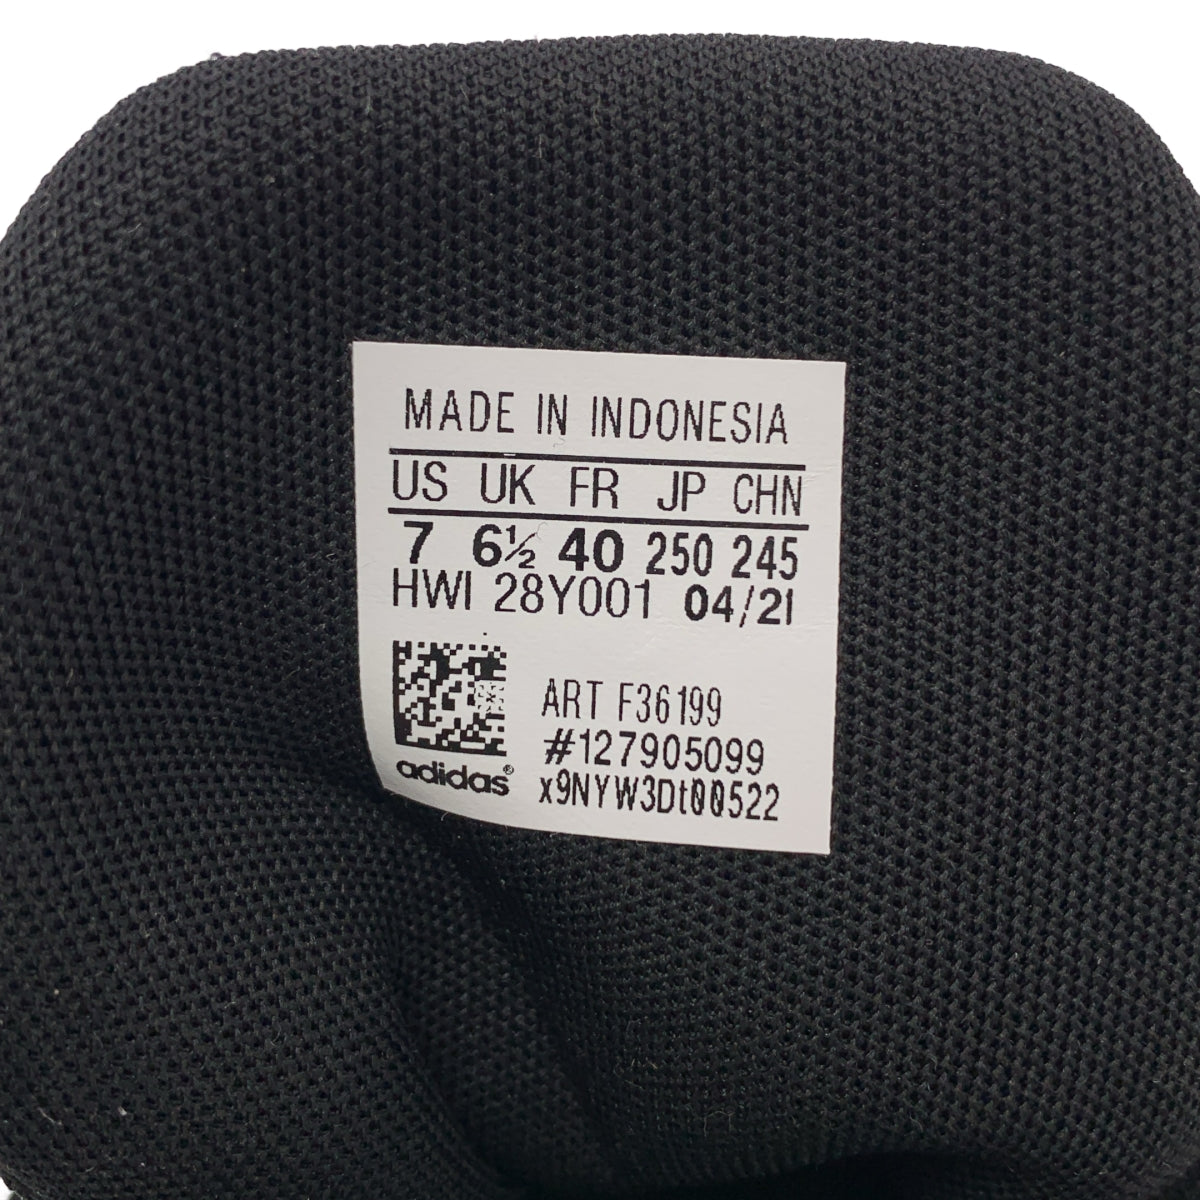 MADE IN INDONESIA
US UK FR JP CHN
7 6½ 40 250 245
HWI 28Y001 04/21
ART F36199
#127905099
adidas®
x9NYW3Dt00522